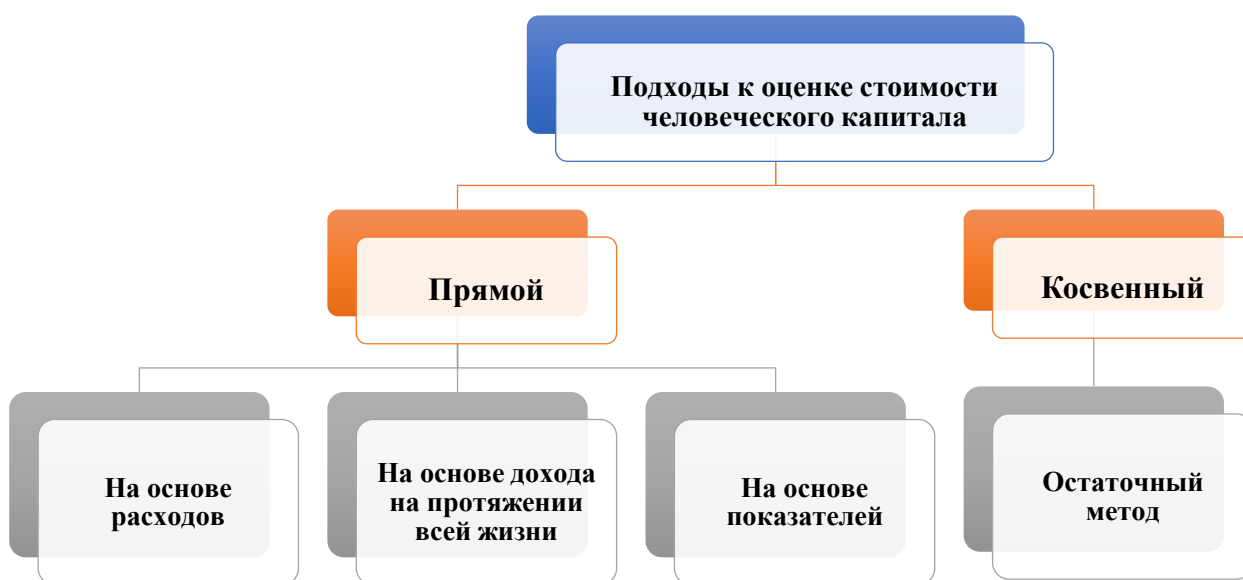 Подходы к оценке стоимости
человеческого капитала
Прямой
Косвенный
На основе
расходов
На основе дохода
на протяжении
всей жизни
На основе
показателей
Остаточный
метод